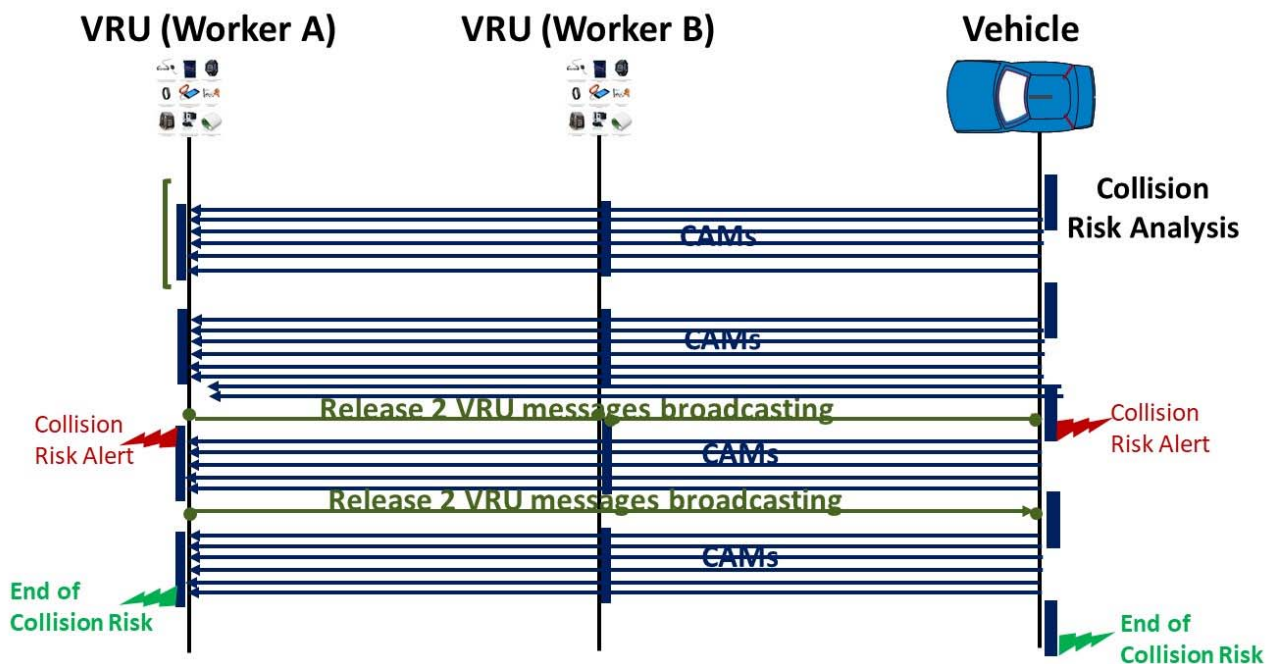 VRU (Worker A)
VRU (Worker B)
Vehicle
Collision
Risk Analysis
CAMs
CAMs
Release 2 VRU messages broadcasting
Collision
Risk Alert
Collision
Risk Alert
CAMs
Release 2 VRU messages broadcasting
CAMs
End of
Collision Risk
End of
Collision Risk